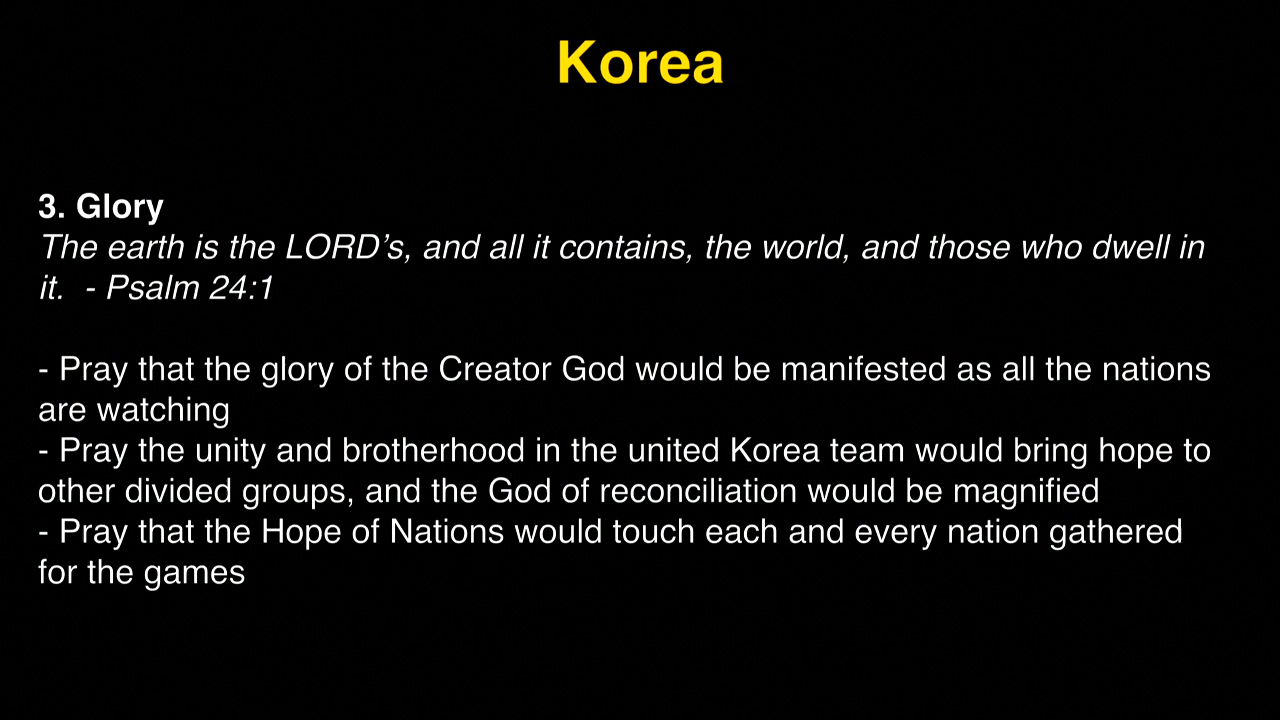 Korea
3. Glory
The earth is the LORD’s, and all it contains, the world, and those who dwell in
it.  - Psalm 24:1
- Pray that the glory of the Creator God would be manifested as all the nations
are watching
- Pray the unity and brotherhood in the united Korea team would bring hope to
other divided groups, and the God of reconciliation would be magnified
- Pray that the Hope of Nations would touch each and every nation gathered
for the games